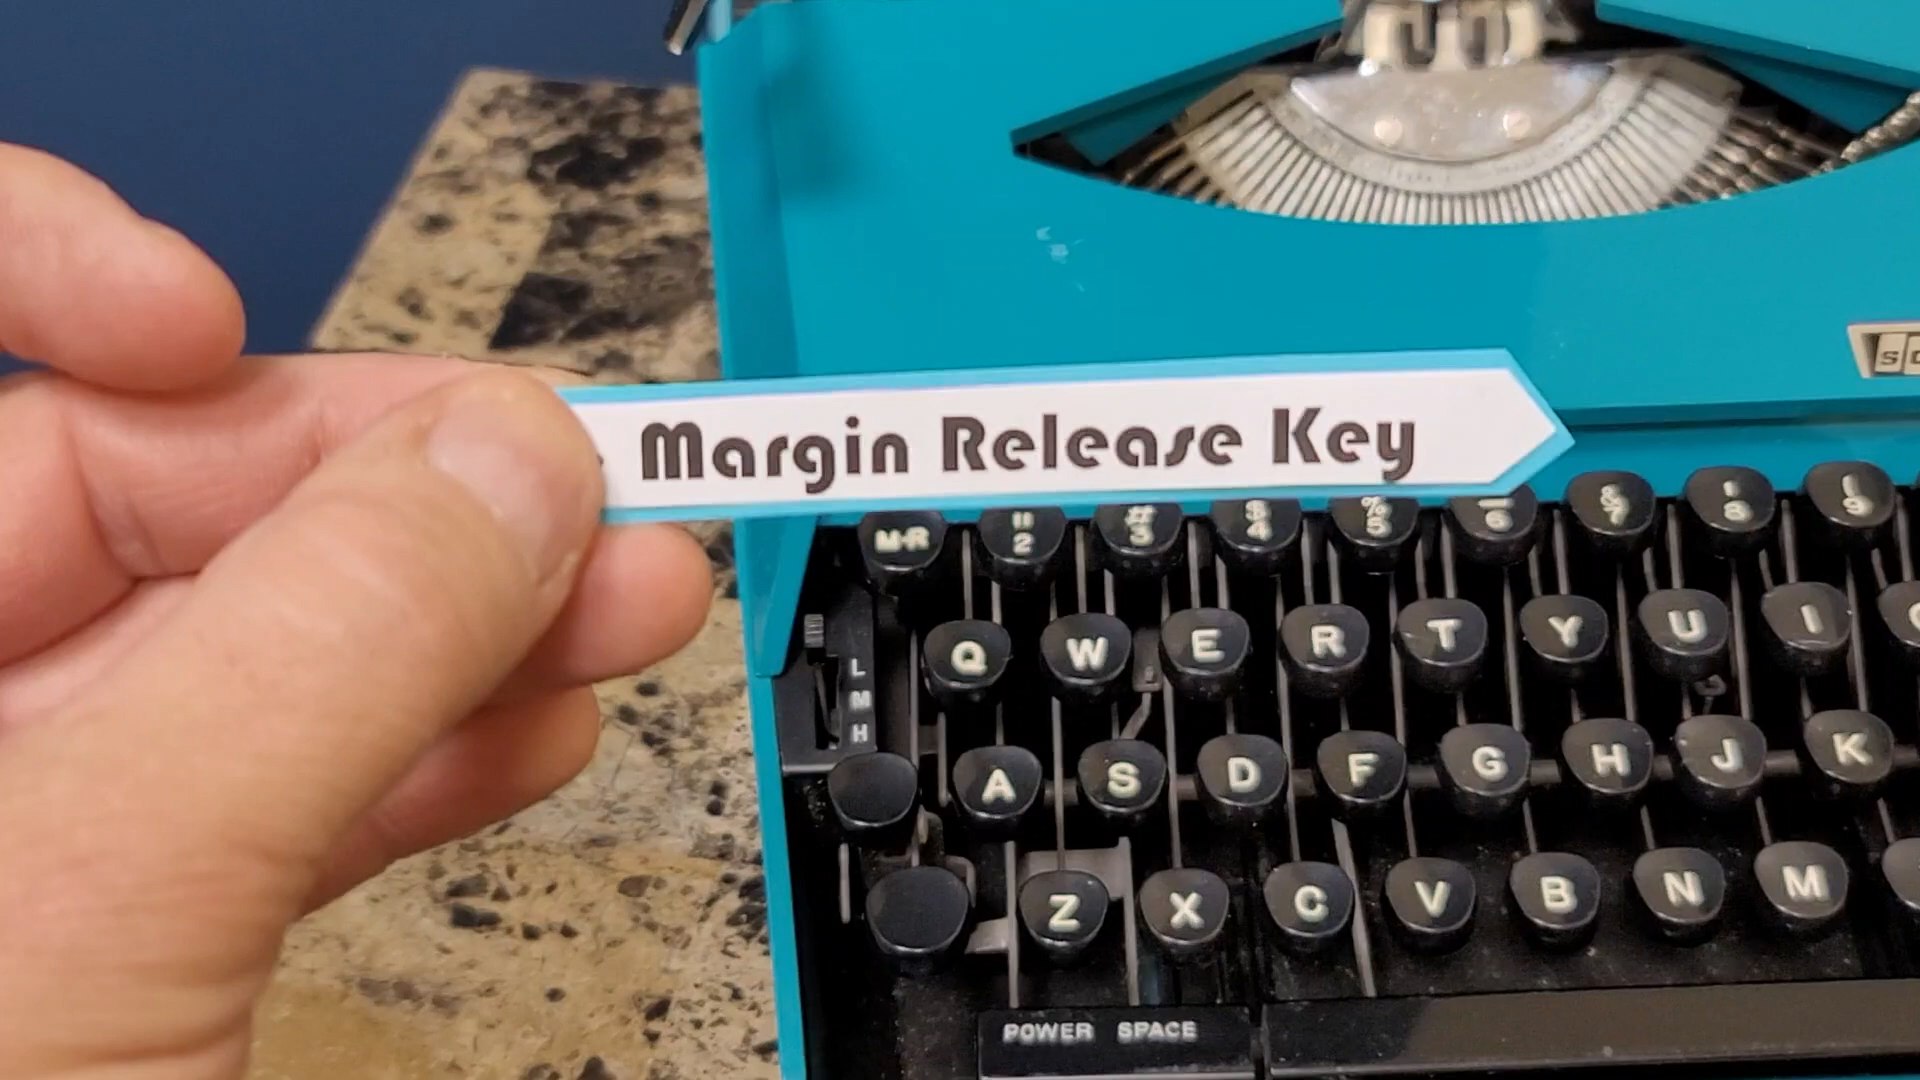 Margin Release Key
M-R " 2 # 3 $ 4 % 5 _ 6 & 7 ' 8 ( 9
Q W E R T Y U I
L
M
H
A S D F G H J K
Z X C V B N M
POWER SPACE